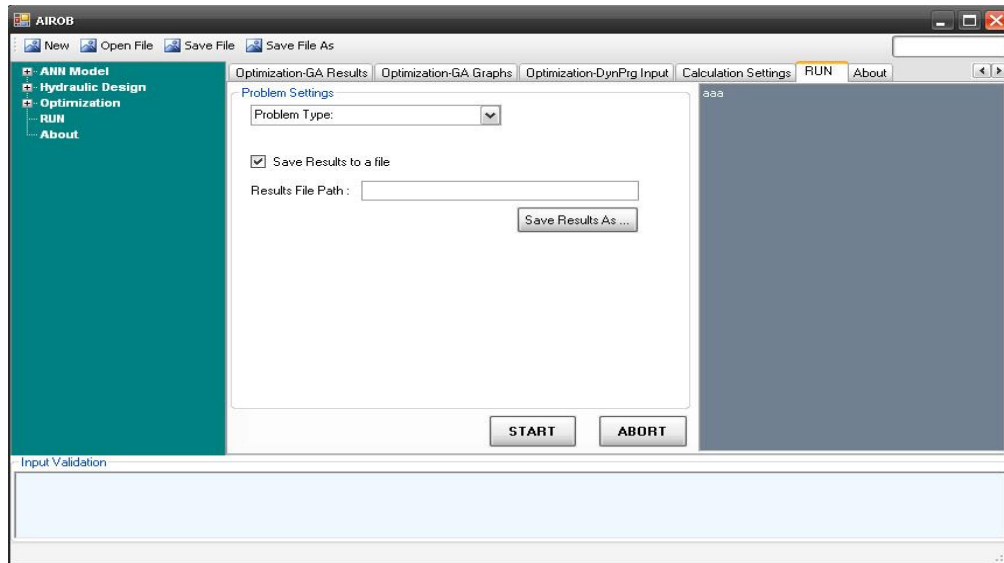 AIROB
New Open File Save File Save File As
ANN Model
Hydraulic Design
Optimization
RUN
About
Optimization-GA Results Optimization-GA Graphs Optimization-DynPrg Input Calculation Settings RUN About
Problem Settings
Problem Type:
Save Results to a file
Results File Path :
Save Results As ...
START ABORT
aaa
Input Validation